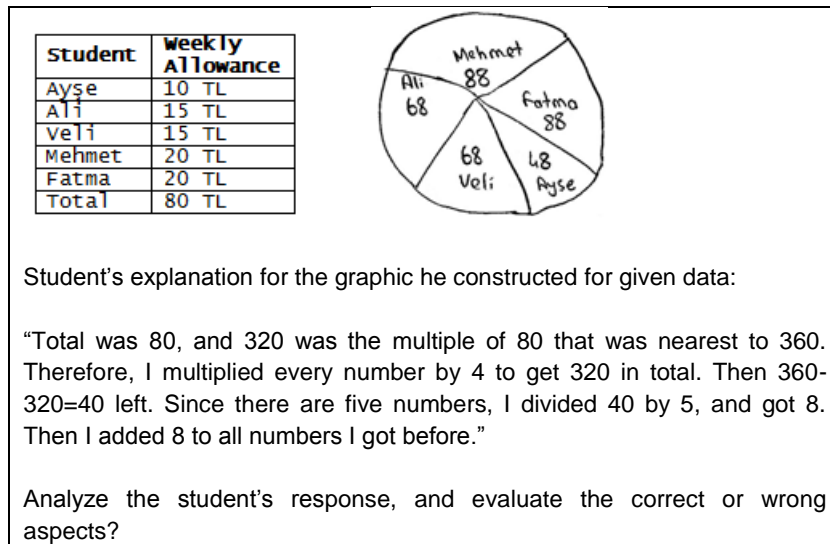 Student Weekly Allowance
Ayşe 10 TL
Ali 15 TL
Veli 15 TL
Mehmet 20 TL
Fatma 20 TL
Total 80 TL
Mehmet
88
Ali
68
Fatma
88
68
Veli
48
Ayse
Student’s explanation for the graphic he constructed for given data:
“Total was 80, and 320 was the multiple of 80 that was nearest to 360.
Therefore, I multiplied every number by 4 to get 320 in total. Then 360-
320=40 left. Since there are five numbers, I divided 40 by 5, and got 8.
Then I added 8 to all numbers I got before.”
Analyze the student’s response, and evaluate the correct or wrong
aspects?